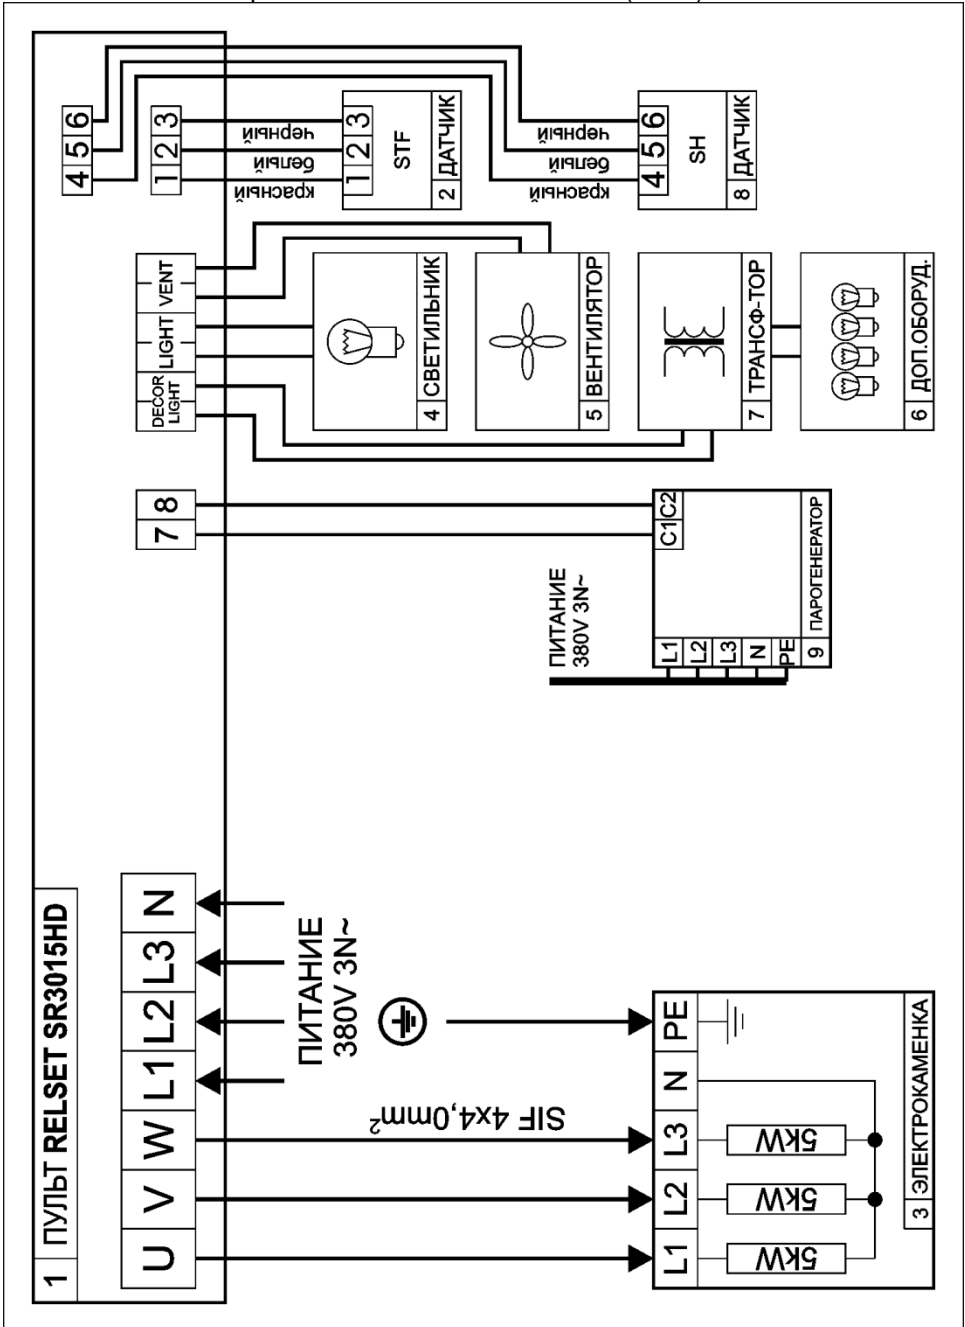 1 ПУЛЬТ RELSET SR3015HD
4 5 6
U V W L1 L2 L3 N
7 8
DECOR
LIGHT
LIGHT
VENT
1 2 3
красный
белый
черный
ПИТАНИЕ
380V 3N~
SIF 4x4,0mm²
1 2 3
STF
2 ДАТЧИК
4 СВЕТИЛЬНИК
5 ВЕНТИЛЯТОР
ПИТАНИЕ
380V 3N~
красный
белый
черный
4 5 6
SH
8 ДАТЧИК
7 ТРАНСФ-ТОР
6 ДОП.ОБОРУД.
C1 C2
L1
L2
L3
N
PE
9 ПАРОГЕНЕРАТОР
L1 L2 L3 N PE
5kW
5kW
5kW
3 ЭЛЕКТРОКАМЕНКА